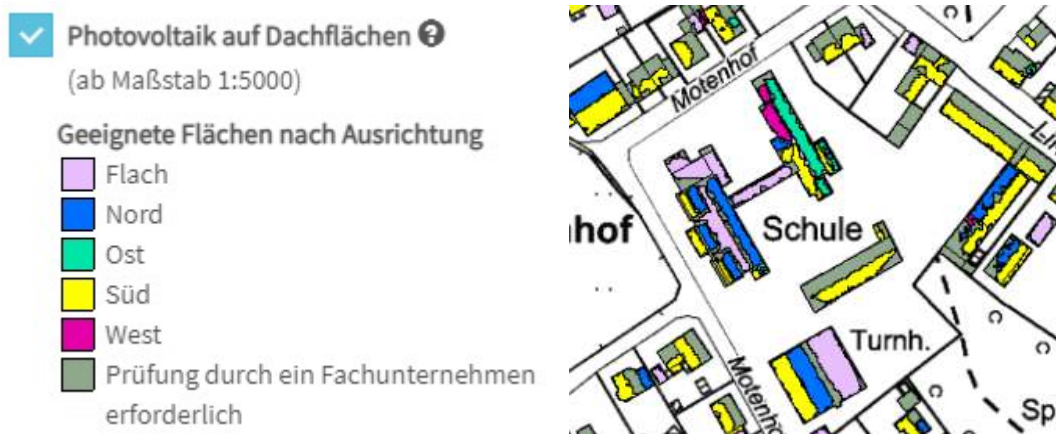 Photovoltaik auf Dachflächen ?
(ab Maßstab 1:5000)
Geeignete Flächen nach Ausrichtung
Flach
Nord
Ost
Süd
West
Prüfung durch ein Fachunternehmen
erforderlich
Motenhof
hof
Schule
Turnh.
Sp